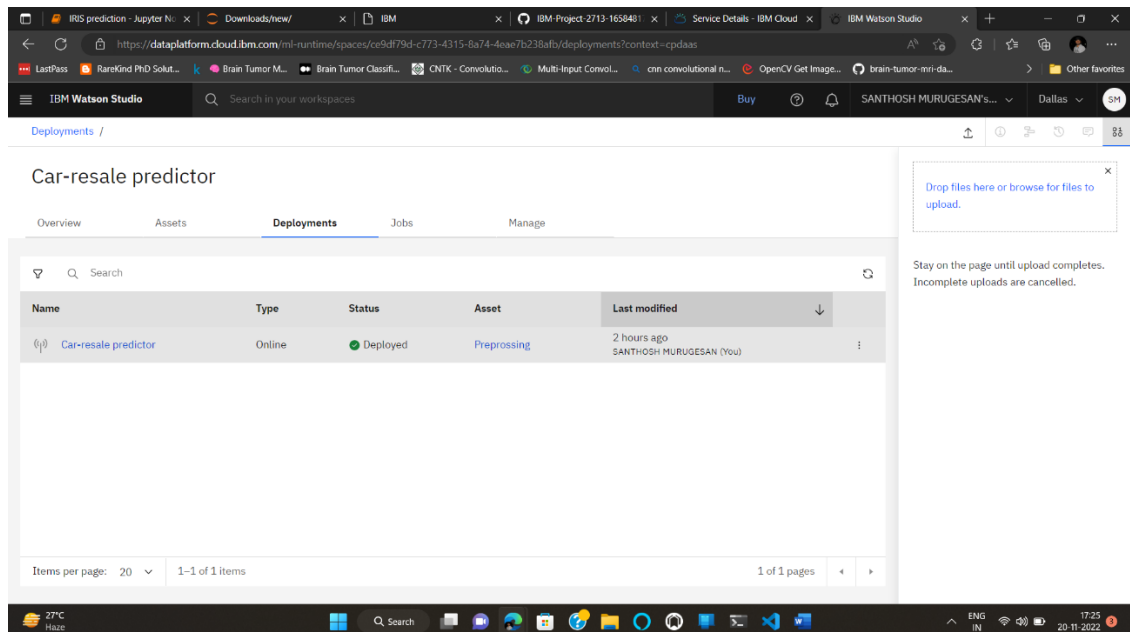 IRIS prediction - Jupyter No
Downloads/new/
IBM
IBM-Project-2713-1658481
Service Details - IBM Cloud
IBM Watson Studio
https://dataplatform.cloud.ibm.com/ml-runtime/spaces/ce9df79d-c773-4315-8a74-4eae7b238afb/deployments?context=cpdaas
LastPass
RareKind PhD Solut...
Brain Tumor M...
Brain Tumor Classifi...
CNTK - Convolutio...
Multi-Input Convol...
cnn convolutional n...
OpenCV Get Image...
brain-tumor-mri-da...
Other favorites
IBM Watson Studio
Search in your workspaces
Buy
SANTHOSH MURUGESAN's...
Dallas
SM
Deployments /
Car-resale predictor
Overview
Assets
Deployments
Jobs
Manage
Search
Name
Type
Status
Asset
Last modified
Car-resale predictor
Online
Deployed
Preprossing
2 hours ago
SANTHOSH MURUGESAN (You)
Items per page: 20
1–1 of 1 items
1 of 1 pages
Drop files here or browse for files to
upload.
Stay on the page until upload completes.
Incomplete uploads are cancelled.
27°C
Haze
Search
ENG
IN
17:25
20-11-2022
3